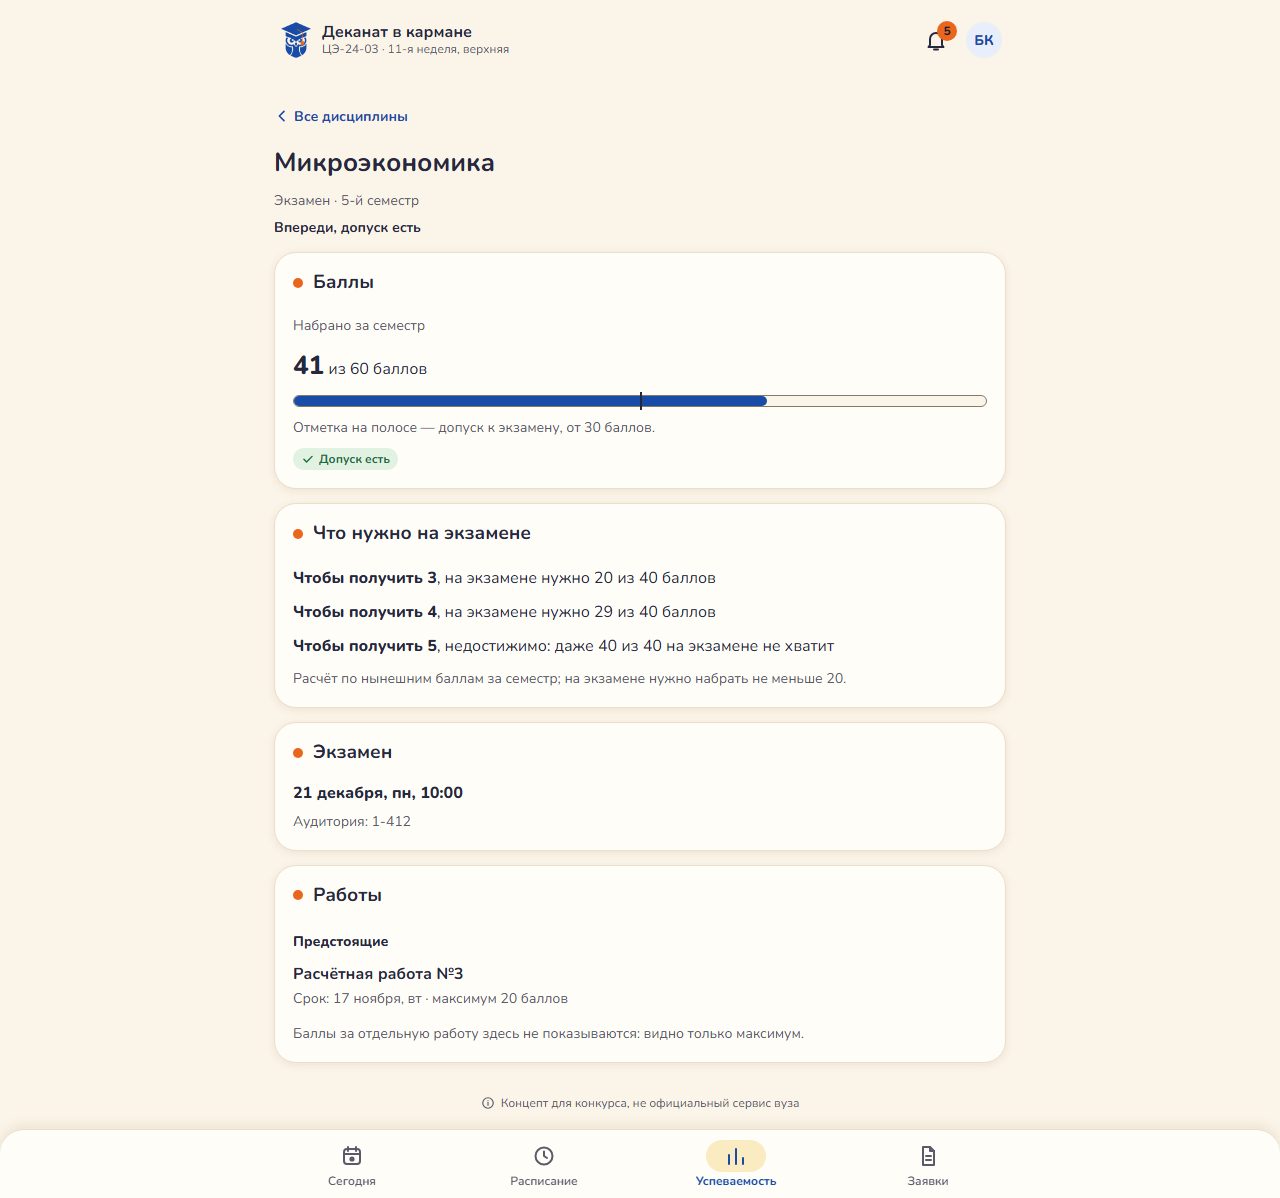 Деканат в кармане
ЦЭ-24-03 · 11-я неделя, верхняя
5
БК
Все дисциплины
Микроэкономика
Экзамен · 5-й семестр
Впереди, допуск есть
Баллы
Набрано за семестр
41 из 60 баллов
Отметка на полосе — допуск к экзамену, от 30 баллов.
Допуск есть
Что нужно на экзамене
Чтобы получить 3, на экзамене нужно 20 из 40 баллов
Чтобы получить 4, на экзамене нужно 29 из 40 баллов
Чтобы получить 5, недостижимо: даже 40 из 40 на экзамене не хватит
Расчёт по нынешним баллам за семестр; на экзамене нужно набрать не меньше 20.
Экзамен
21 декабря, пн, 10:00
Аудитория: 1-412
Работы
Предстоящие
Расчётная работа №3
Срок: 17 ноября, вт · максимум 20 баллов
Баллы за отдельную работу здесь не показываются: видно только максимум.
Концепт для конкурса, не официальный сервис вуза
Сегодня
Расписание
Успеваемость
Заявки